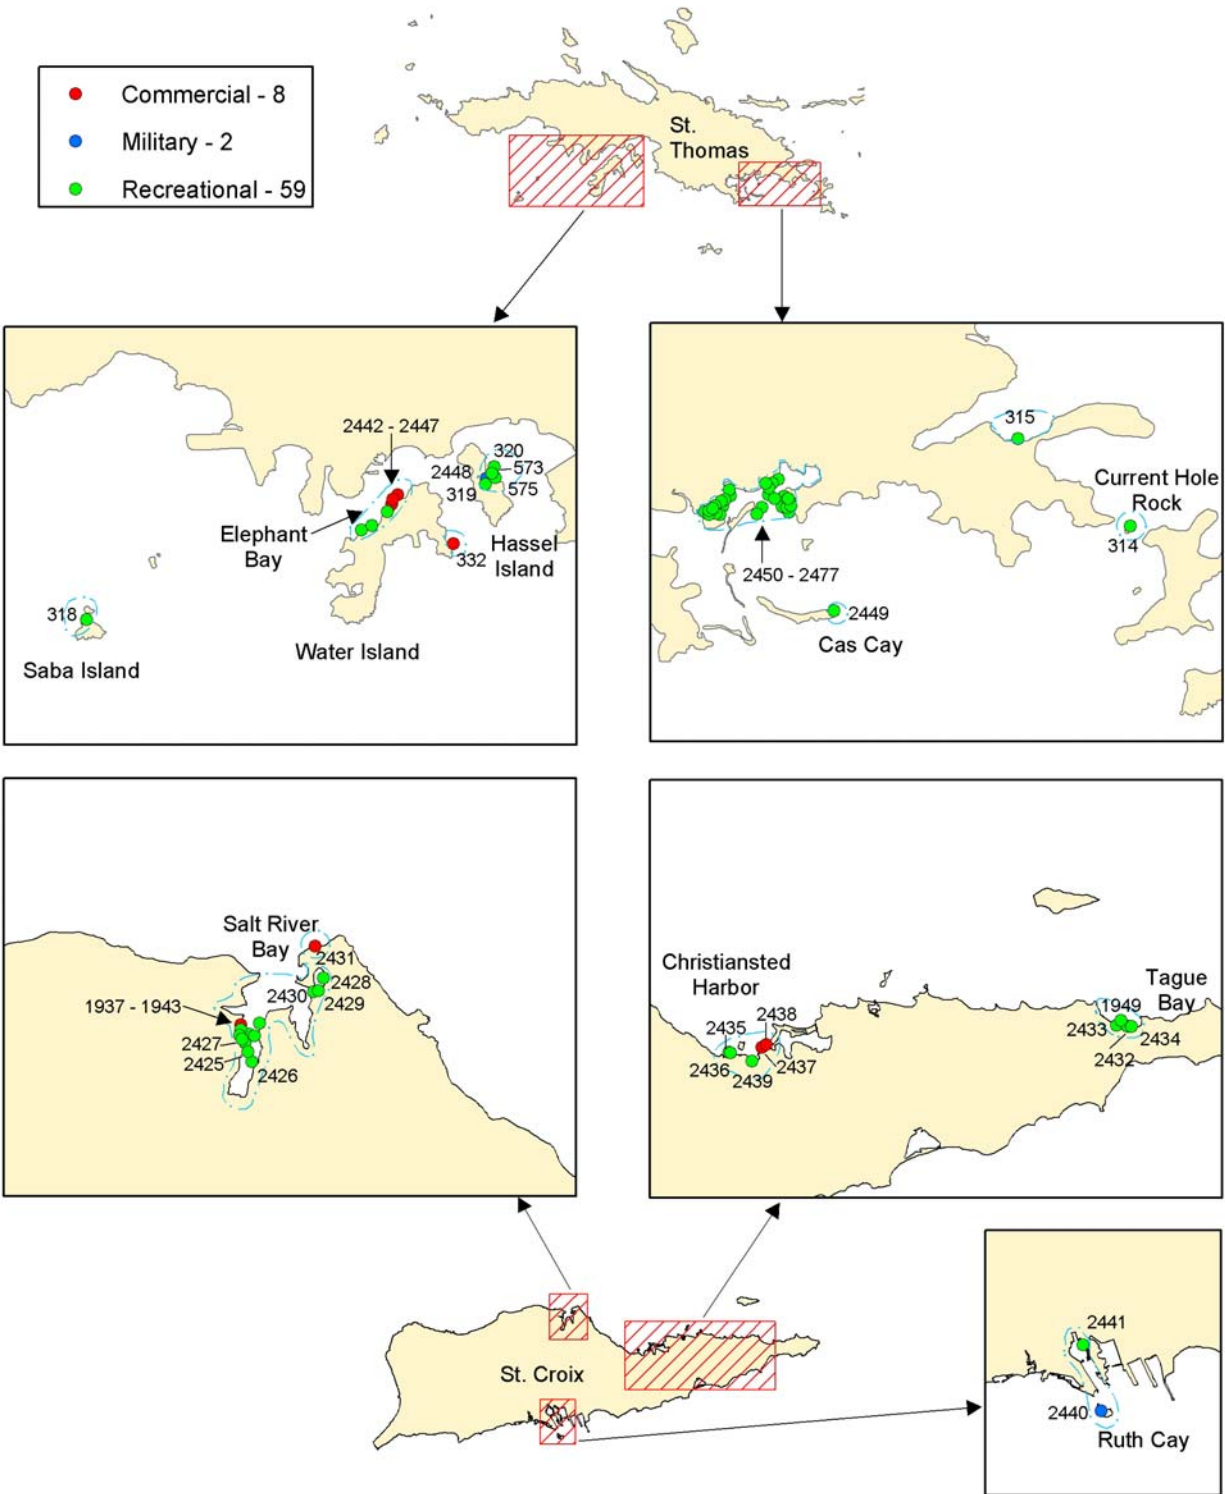 Commercial - 8
Military - 2
Recreational - 59
St.
Thomas
2442 - 2447
320
573
2448
319
575
Elephant
Bay
332
Hassel
Island
318
Water Island
Saba Island
315
Current Hole
Rock
314
2450 - 2477
2449
Cas Cay
Salt River
Bay
2431
2428
2430
2429
1937 - 1943
2427
2425
2426
Christiansted
Harbor
2438
2435
2436
2437
2439
Tague
Bay
1949
2433
2434
2432
St. Croix
2441
2440
Ruth Cay